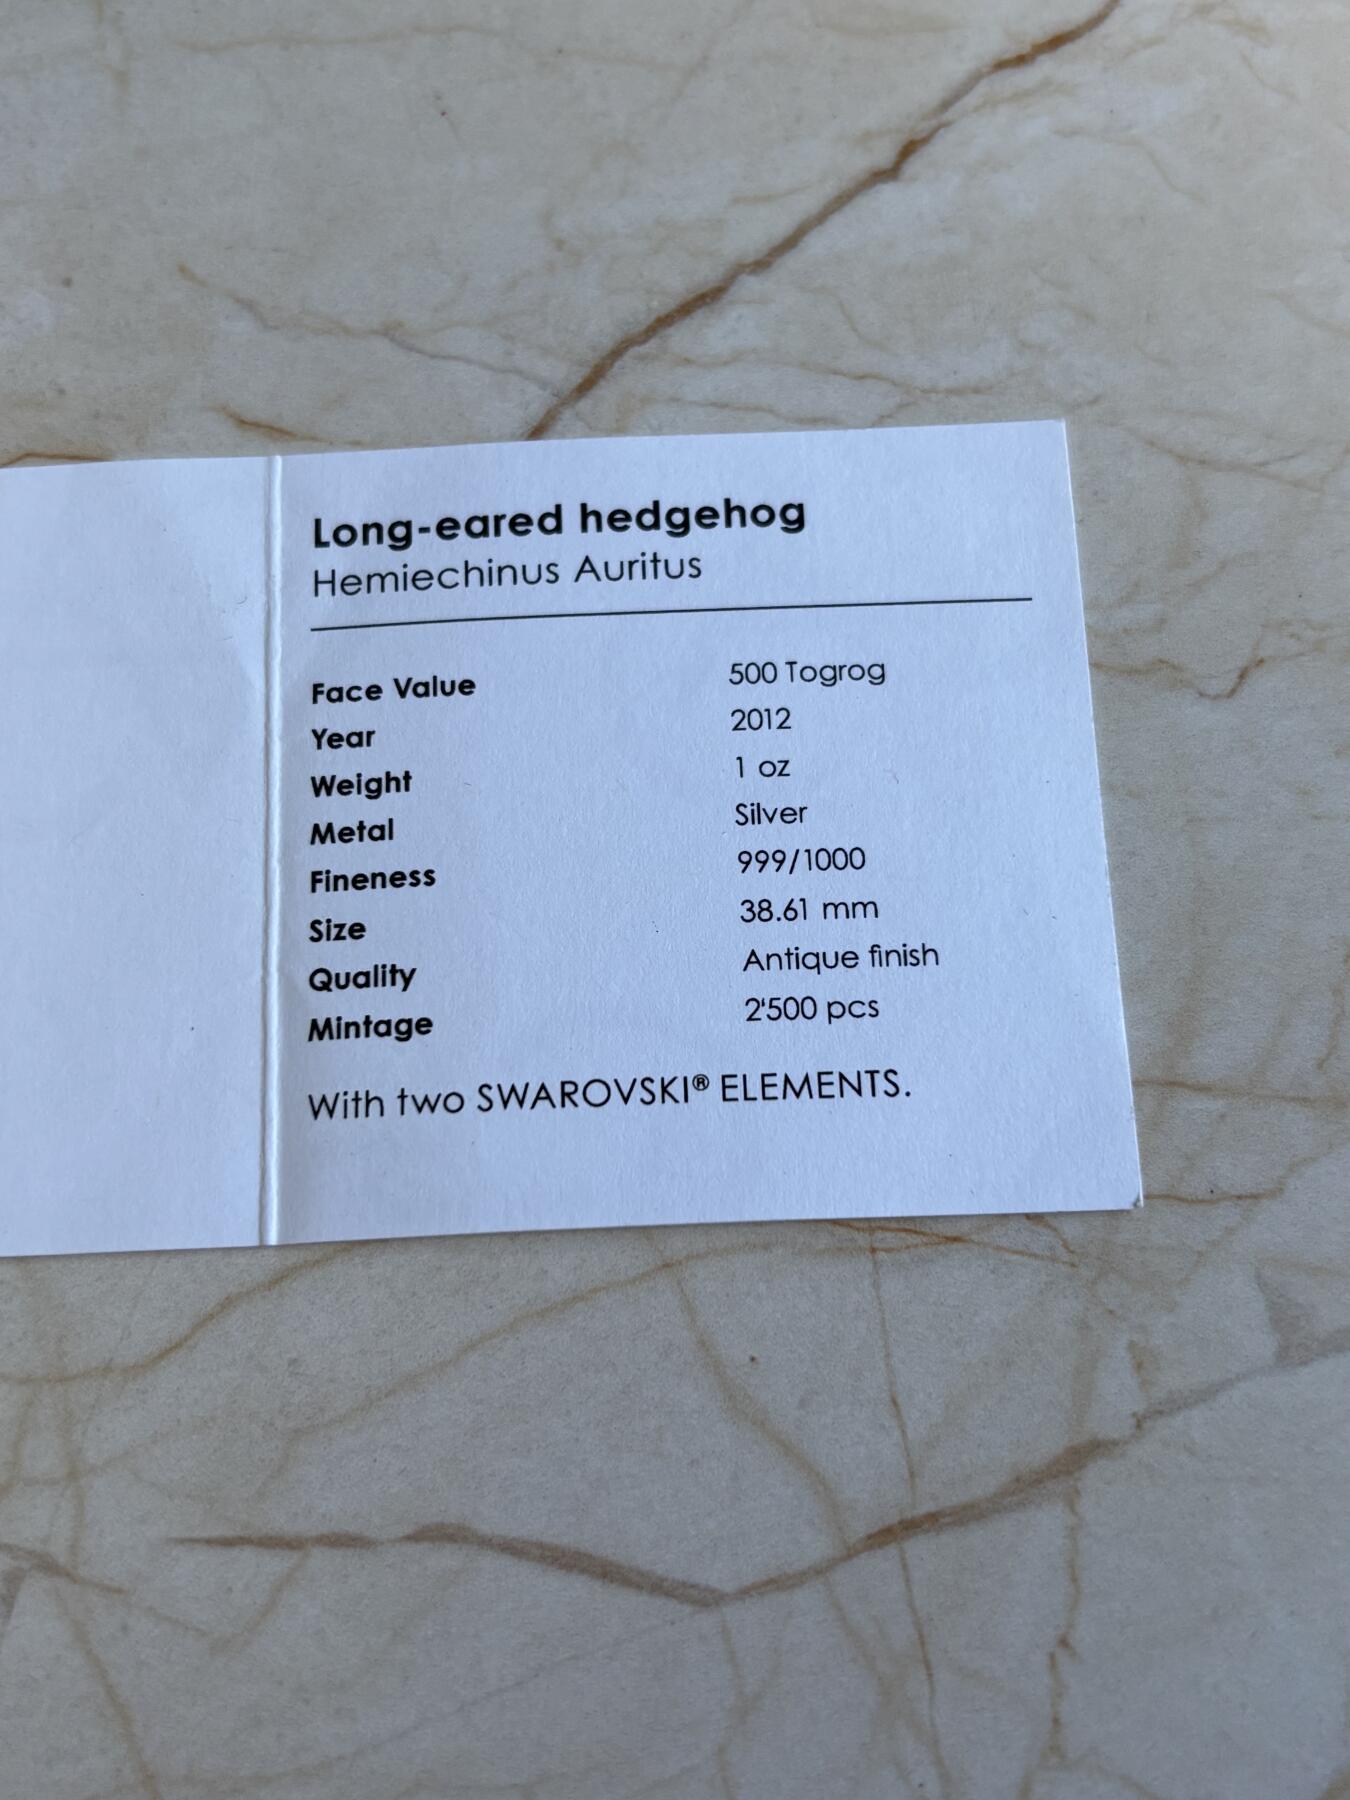 Long-eared hedgehog
Hemiechinus Auritus
Face Value 500 Togrog
Year 2012
Weight 1 oz
Metal Silver
Fineness 999/1000
Size 38.61 mm
Quality Antique finish
Mintage 2'500 pcs
With two SWAROVSKI® ELEMENTS.